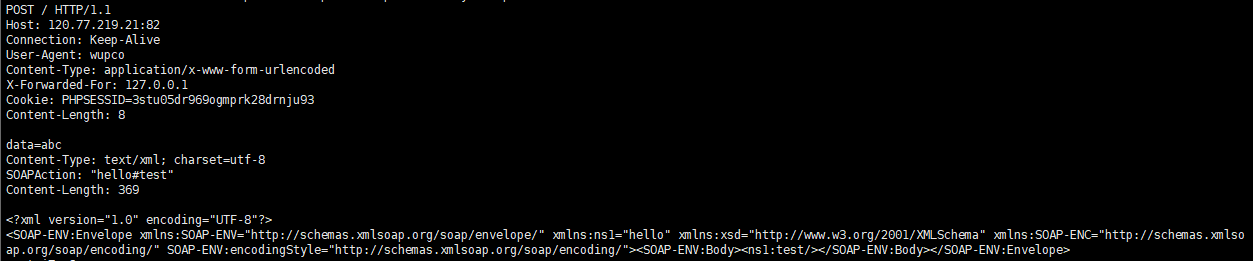 POST / HTTP/1.1
Host: 120.77.219.21:82
Connection: Keep-Alive
User-Agent: wupco
Content-Type: application/x-www-form-urlencoded
X-Forwarded-For: 127.0.0.1
Cookie: PHPSESSID=3stu05dr969ogmprk28drnju93
Content-Length: 8

data=abc
Content-Type: text/xml; charset=utf-8
SOAPAction: "hello#test"
Content-Length: 369

<?xml version="1.0" encoding="UTF-8"?>
<SOAP-ENV:Envelope xmlns:SOAP-ENV="http://schemas.xmlsoap.org/soap/envelope/" xmlns:ns1="hello" xmlns:xsd="http://www.w3.org/2001/XMLSchema" xmlns:SOAP-ENC="http://schemas.xmlso
ap.org/soap/encoding/" SOAP-ENV:encodingStyle="http://schemas.xmlsoap.org/soap/encoding/"><SOAP-ENV:Body><ns1:test/></SOAP-ENV:Body></SOAP-ENV:Envelope>